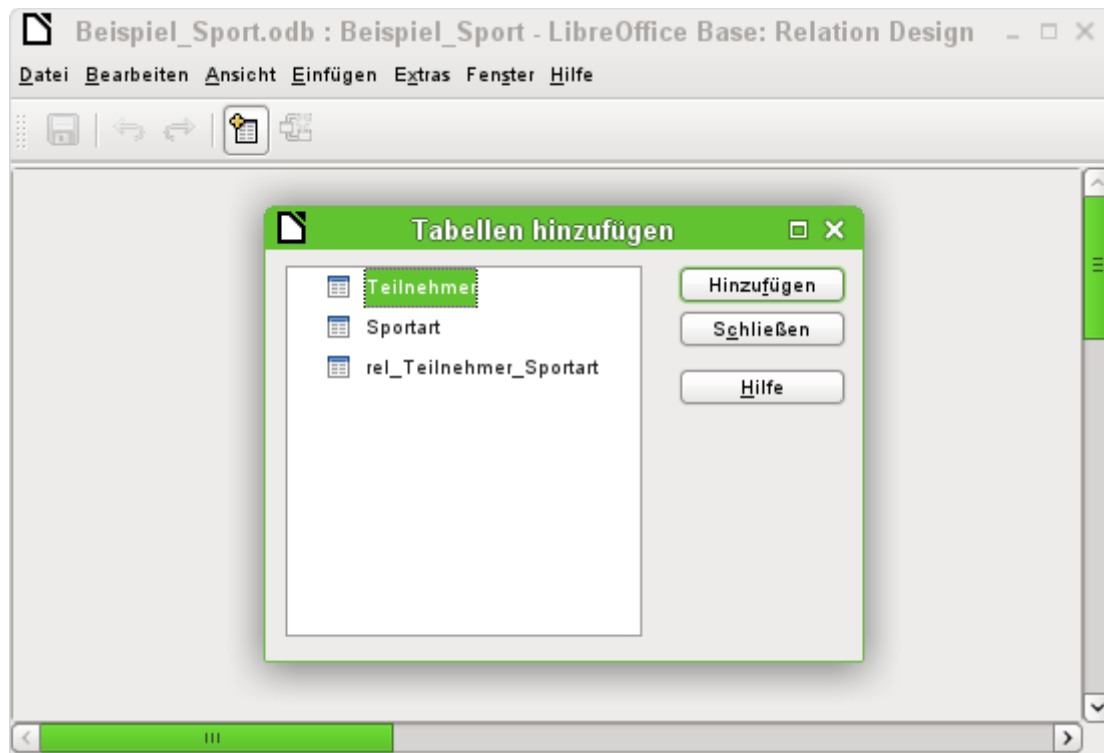 Beispiel_Sport.odb : Beispiel_Sport - LibreOffice Base: Relation Design
Datei Bearbeiten Ansicht Einfügen Extras Fenster Hilfe
Tabellen hinzufügen
Teilnehmer
Hinzufügen
Sportart
Schließen
rel_Teilnehmer_Sportart
Hilfe